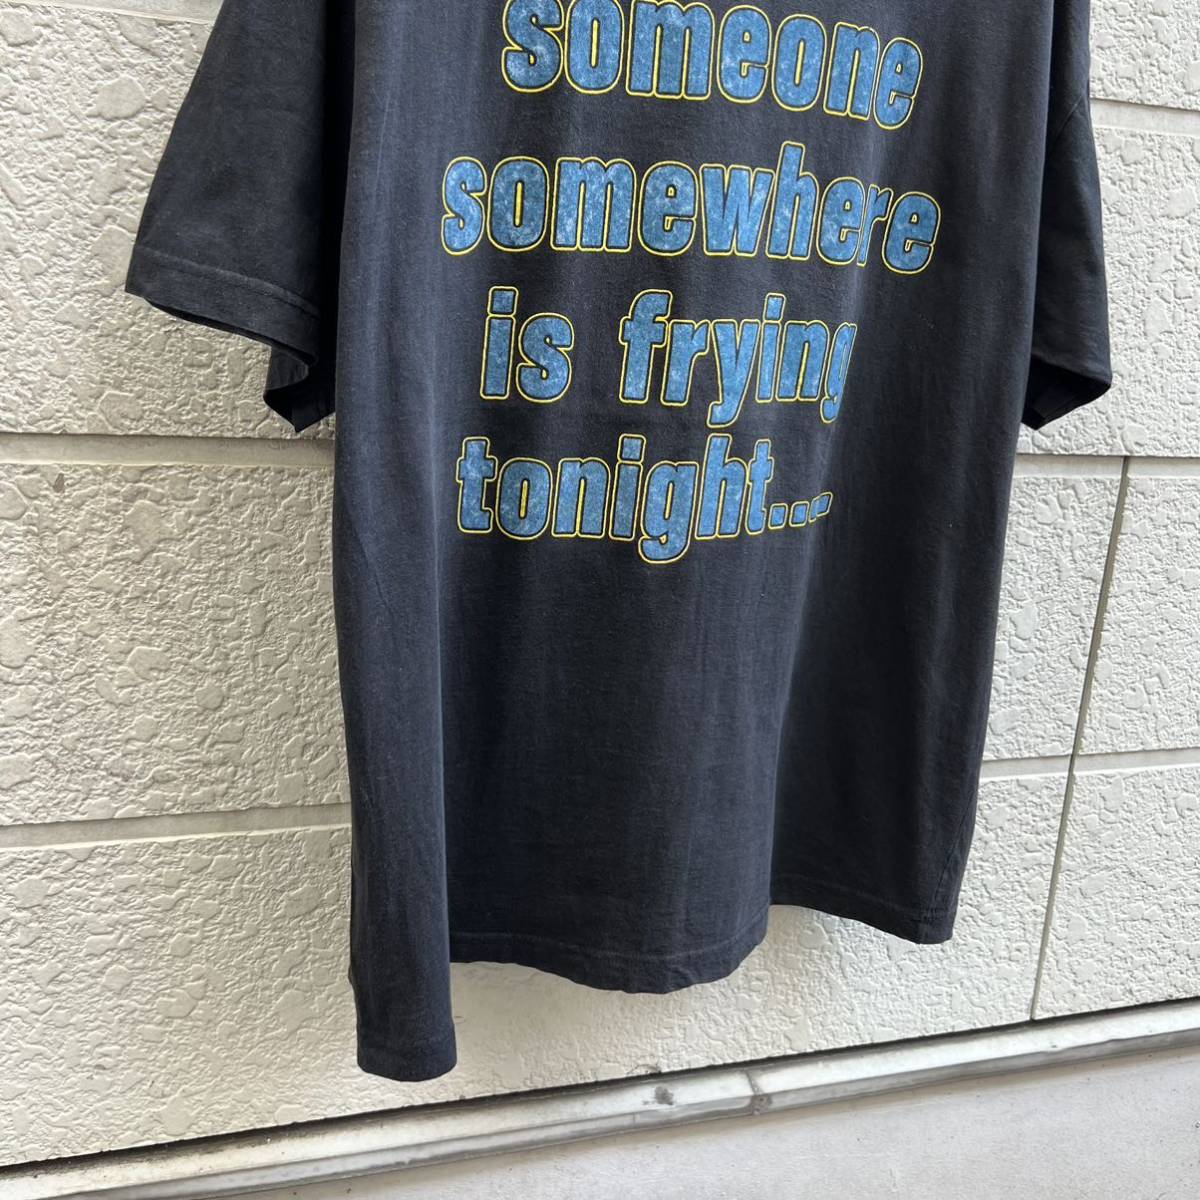 someone
somewhere
is frying
tonight...